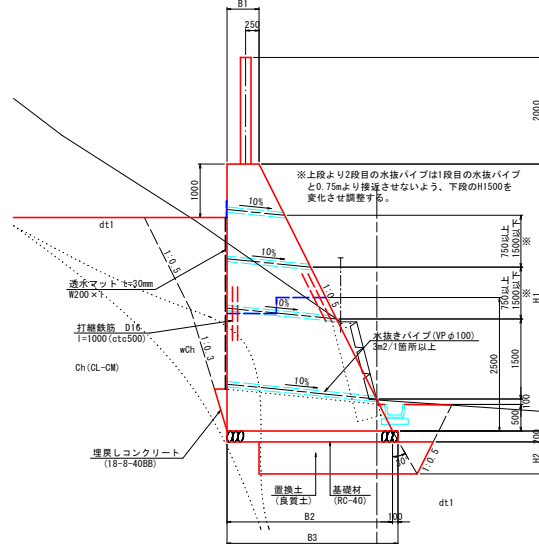 B1
250
2000
※上段より2段目の水抜パイプは1段目の水抜パイプ
と0.75mより接近させないよう、下段のH1500を
変化させ調整する。
1000
10%
dt1
1:0.5
750以上
1500以下
※
10%
透水マット t=30mm
W200×
750以上
1500以下
※
H1
1:0.5
10%
打継鉄筋 D16
l=1000(ctc500)
wCh
1:0.3
水抜きパイプ(VPφ100)
3m2/1箇所以上
2500
1500
Ch(CL-CM)
10%
100
500
埋戻しコンクリート
(18-8-40BB)
200
H2
30
1:0.5
置換土
(良質土)
基礎材
(RC-40)
dt1
B2
100
B3